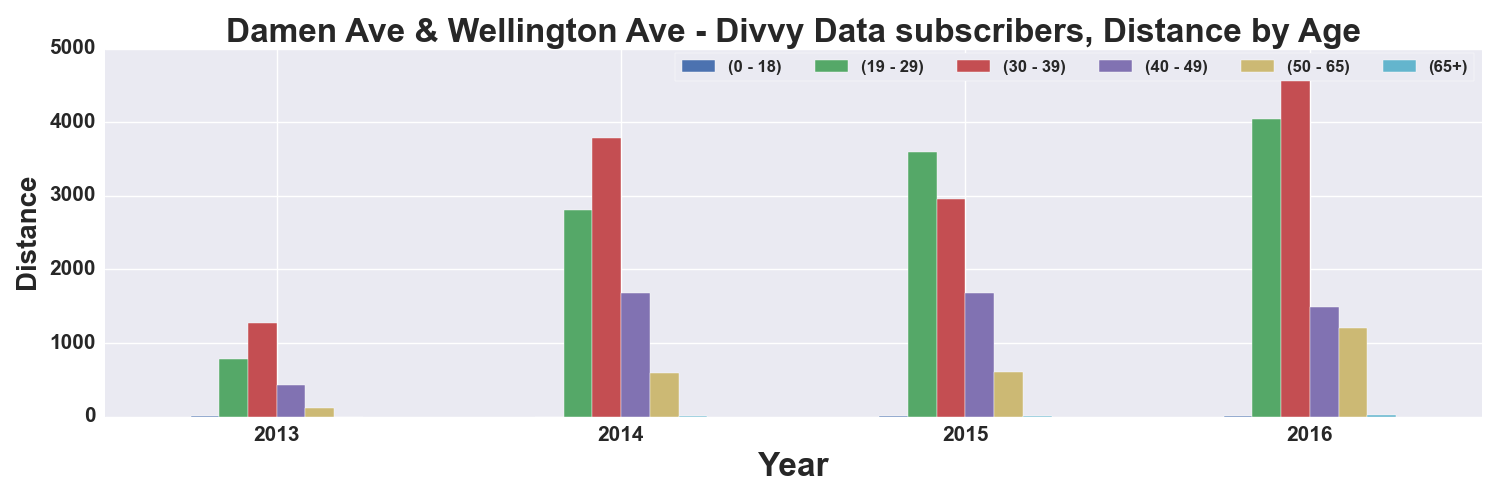 Damen Ave & Wellington Ave - Divvy Data subscribers, Distance by Age
(0 - 18) (19 - 29) (30 - 39) (40 - 49) (50 - 65) (65+)
5000
4000
3000
2000
1000
0
Distance
2013 2014 2015 2016
Year